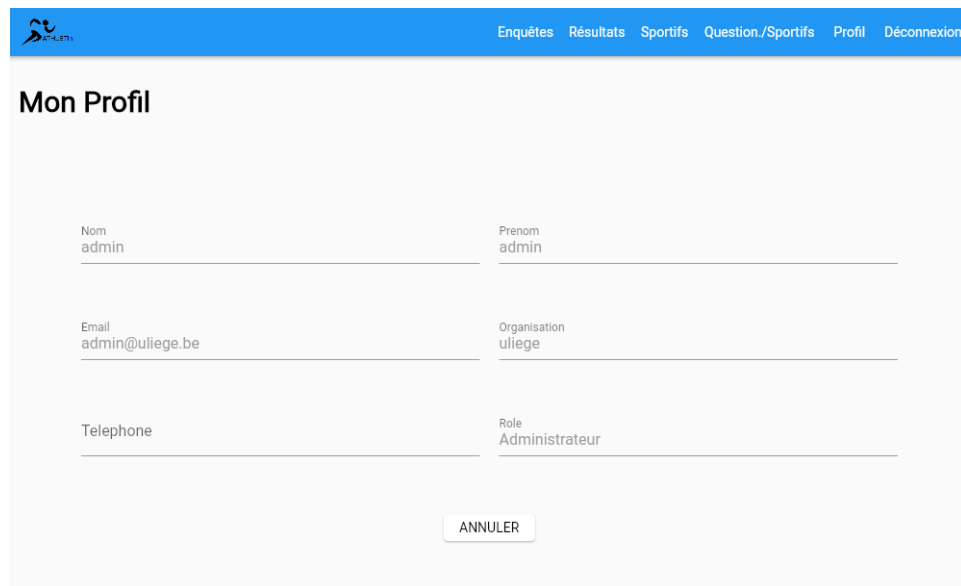 ATHLETIx
Enquêtes Résultats Sportifs Question./Sportifs Profil Déconnexion
Mon Profil
Nom Prenom
admin admin
Email Organisation
admin@uliege.be uliege
Telephone Role
Administrateur
ANNULER